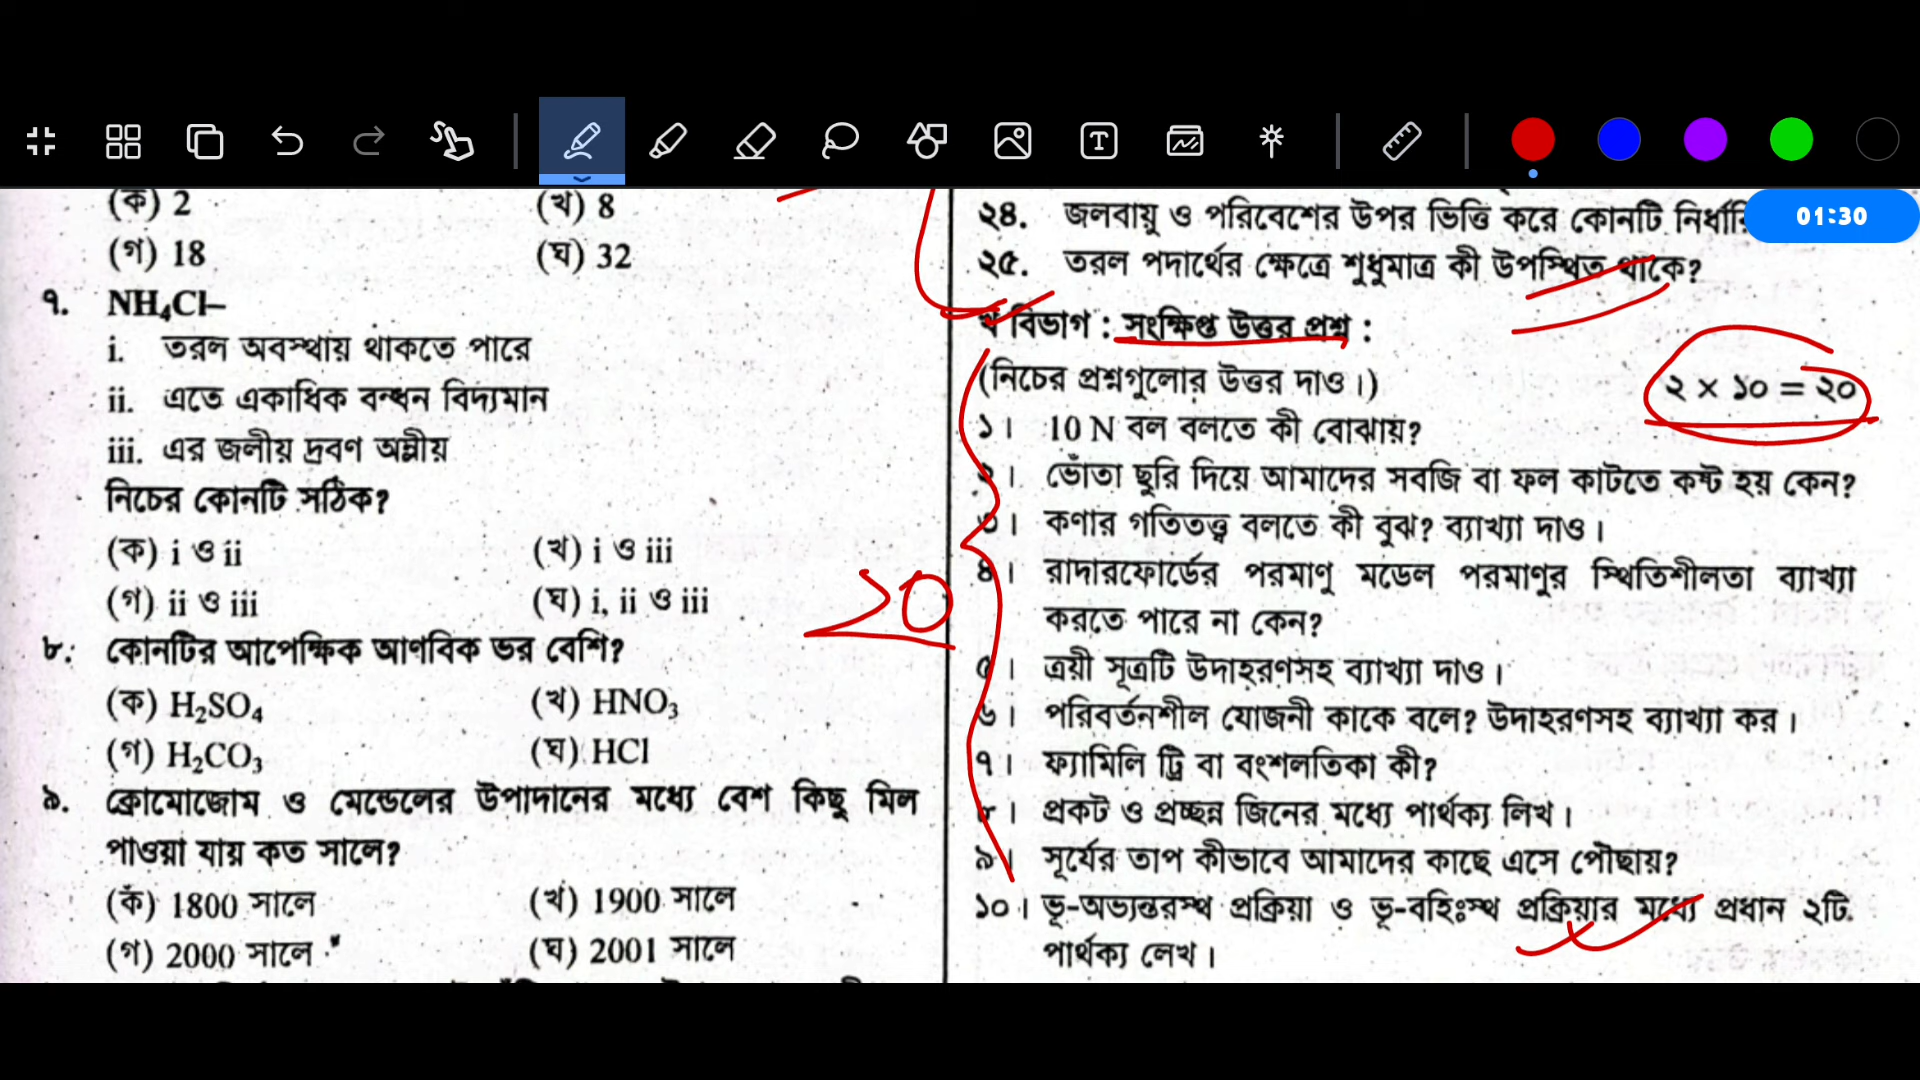 01:30
(ক) 2 (খ) 8
(গ) 18 (ঘ) 32
৭. NH₄Cl–
i. তরল অবস্থায় থাকতে পারে
ii. এতে একাধিক বন্ধন বিদ্যমান
iii. এর জলীয় দ্রবণ অম্লীয়
নিচের কোনটি সঠিক?
(ক) i ও ii (খ) i ও iii
(গ) ii ও iii (ঘ) i, ii ও iii
৮. কোনটির আপেক্ষিক আণবিক ভর বেশি?
(ক) H₂SO₄ (খ) HNO₃
(গ) H₂CO₃ (ঘ) HCl
৯. ক্রোমোজোম ও মেন্ডেলের উপাদানের মধ্যে বেশ কিছু মিল
পাওয়া যায় কত সালে?
(ক) 1800 সালে (খ) 1900 সালে
(গ) 2000 সালে (ঘ) 2001 সালে
২০
২৪. জলবায়ু ও পরিবেশের উপর ভিত্তি করে কোনটি
২৫. তরল পদার্থের ক্ষেত্রে শুধুমাত্র কী উপস্থিত থাকে?
খ বিভাগ : সংক্ষিপ্ত উত্তর প্রশ্ন :
(নিচের প্রশ্নগুলোর উত্তর দাও।) ২ × ১০ = ২০
১। 10 N বল বলতে কী বোঝায়?
২। ভোঁতা ছুরি দিয়ে আমাদের সবজি বা ফল কাটতে কষ্ট হয় কেন?
৩। কণার গতিতত্ত্ব বলতে কী বুঝ? ব্যাখ্যা দাও।
৪। রাদারফোর্ডের পরমাণু মডেল পরমাণুর স্থিতিশীলতা ব্যাখ্যা
করতে পারে না কেন?
৫। ত্রয়ী সূত্রটি উদাহরণসহ ব্যাখ্যা দাও।
৬। পরিবর্তনশীল যোজনী কাকে বলে? উদাহরণসহ ব্যাখ্যা কর।
৭। ফ্যামিলি ট্রি বা বংশলতিকা কী?
৮। প্রকট ও প্রচ্ছন্ন জিনের মধ্যে পার্থক্য লিখ।
৯। সূর্যের তাপ কীভাবে আমাদের কাছে এসে পৌছায়?
১০। ভূ-অভ্যন্তরস্থ প্রক্রিয়া ও ভূ-বহিঃস্থ প্রক্রিয়ার মধ্যে প্রধান ২টি
পার্থক্য লেখ।